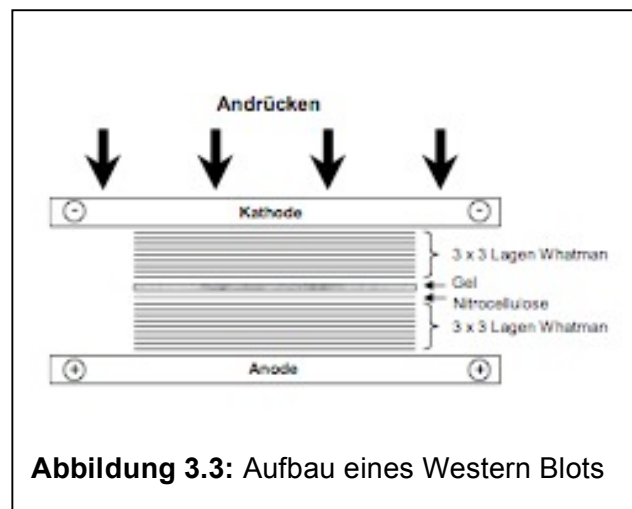 Andrücken
- Kathode -
3 x 3 Lagen Whatman
Gel
Nitrocellulose
3 x 3 Lagen Whatman
+ Anode +
Abbildung 3.3: Aufbau eines Western Blots